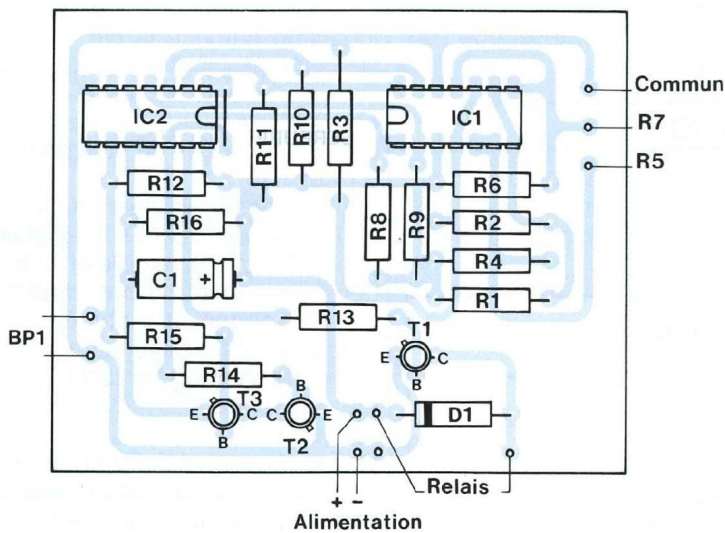 Commun
IC2
IC1
R7
R11
R10
R3
R5
R12
R6
R16
R8
R9
R2
C1 +
R4
R1
BP1
R13
T1
R15
E C
B
R14
T3
B
E C
C E
B
T2
D1
Relais
+ –
Alimentation